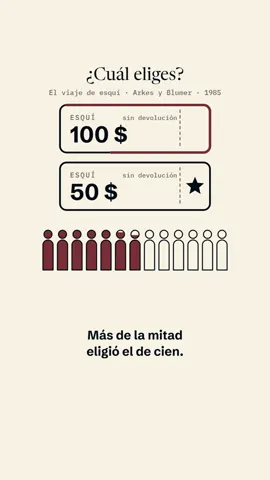 ¿Cuál eliges?
El viaje de esquí · Arkes y Blumer · 1985
ESQUÍ sin devolución
100 $
ESQUÍ sin devolución
50 $
Más de la mitad
eligió el de cien.